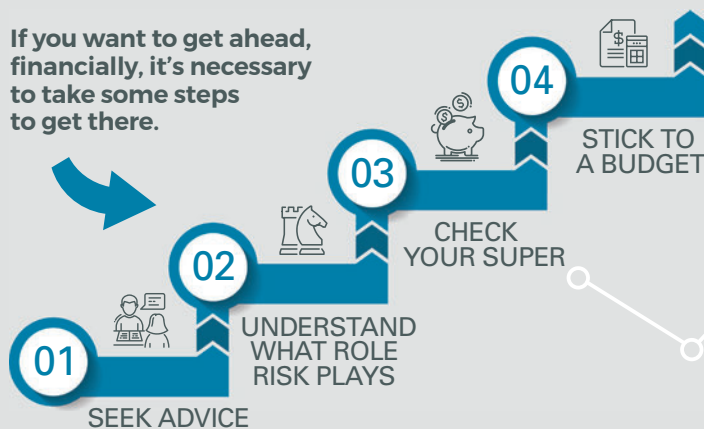 If you want to get ahead,
financially, it's necessary
to take some steps
to get there.
01
SEEK ADVICE
02
UNDERSTAND
WHAT ROLE
RISK PLAYS
03
CHECK
YOUR SUPER
04
STICK TO
A BUDGET